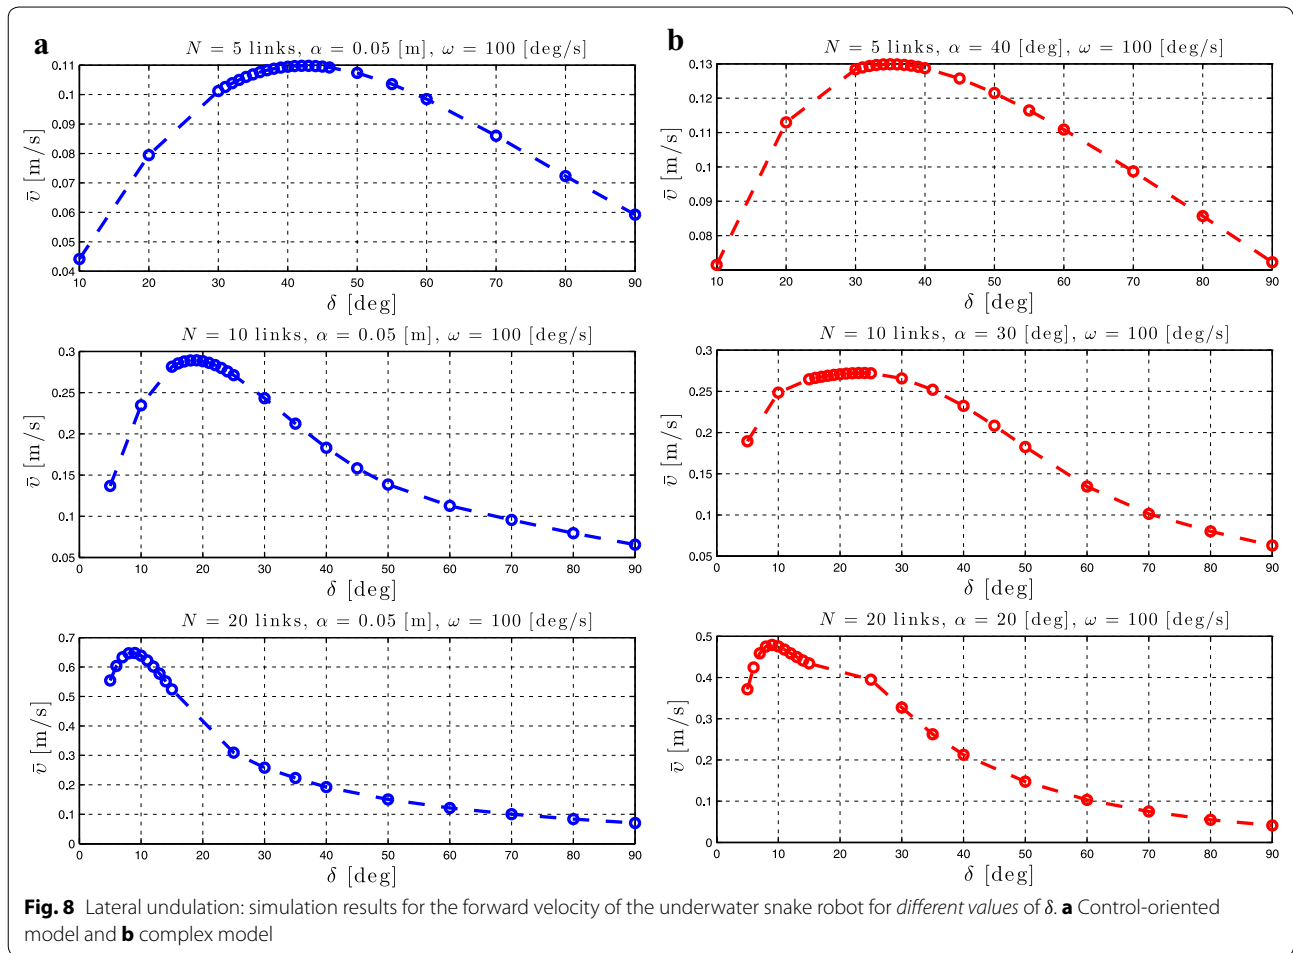 a
N = 5 links, α = 0.05 [m], ω = 100 [deg/s]
0.11
0.1
0.09
0.08
0.07
0.06
0.05
0.04
v̄ [m/s]
10 20 30 40 50 60 70 80 90
δ [deg]
N = 10 links, α = 0.05 [m], ω = 100 [deg/s]
0.3
0.25
0.2
0.15
0.1
0.05
v̄ [m/s]
0 10 20 30 40 50 60 70 80 90
δ [deg]
N = 20 links, α = 0.05 [m], ω = 100 [deg/s]
0.7
0.6
0.5
0.4
0.3
0.2
0.1
0
v̄ [m/s]
0 10 20 30 40 50 60 70 80 90
δ [deg]
b
N = 5 links, α = 40 [deg], ω = 100 [deg/s]
0.13
0.12
0.11
0.1
0.09
0.08
v̄ [m/s]
10 20 30 40 50 60 70 80 90
δ [deg]
N = 10 links, α = 30 [deg], ω = 100 [deg/s]
0.3
0.25
0.2
0.15
0.1
0.05
v̄ [m/s]
0 10 20 30 40 50 60 70 80 90
δ [deg]
N = 20 links, α = 20 [deg], ω = 100 [deg/s]
0.5
0.4
0.3
0.2
0.1
0
v̄ [m/s]
0 10 20 30 40 50 60 70 80 90
δ [deg]
Fig. 8 Lateral undulation: simulation results for the forward velocity of the underwater snake robot for different values of δ. a Control-oriented
model and b complex model